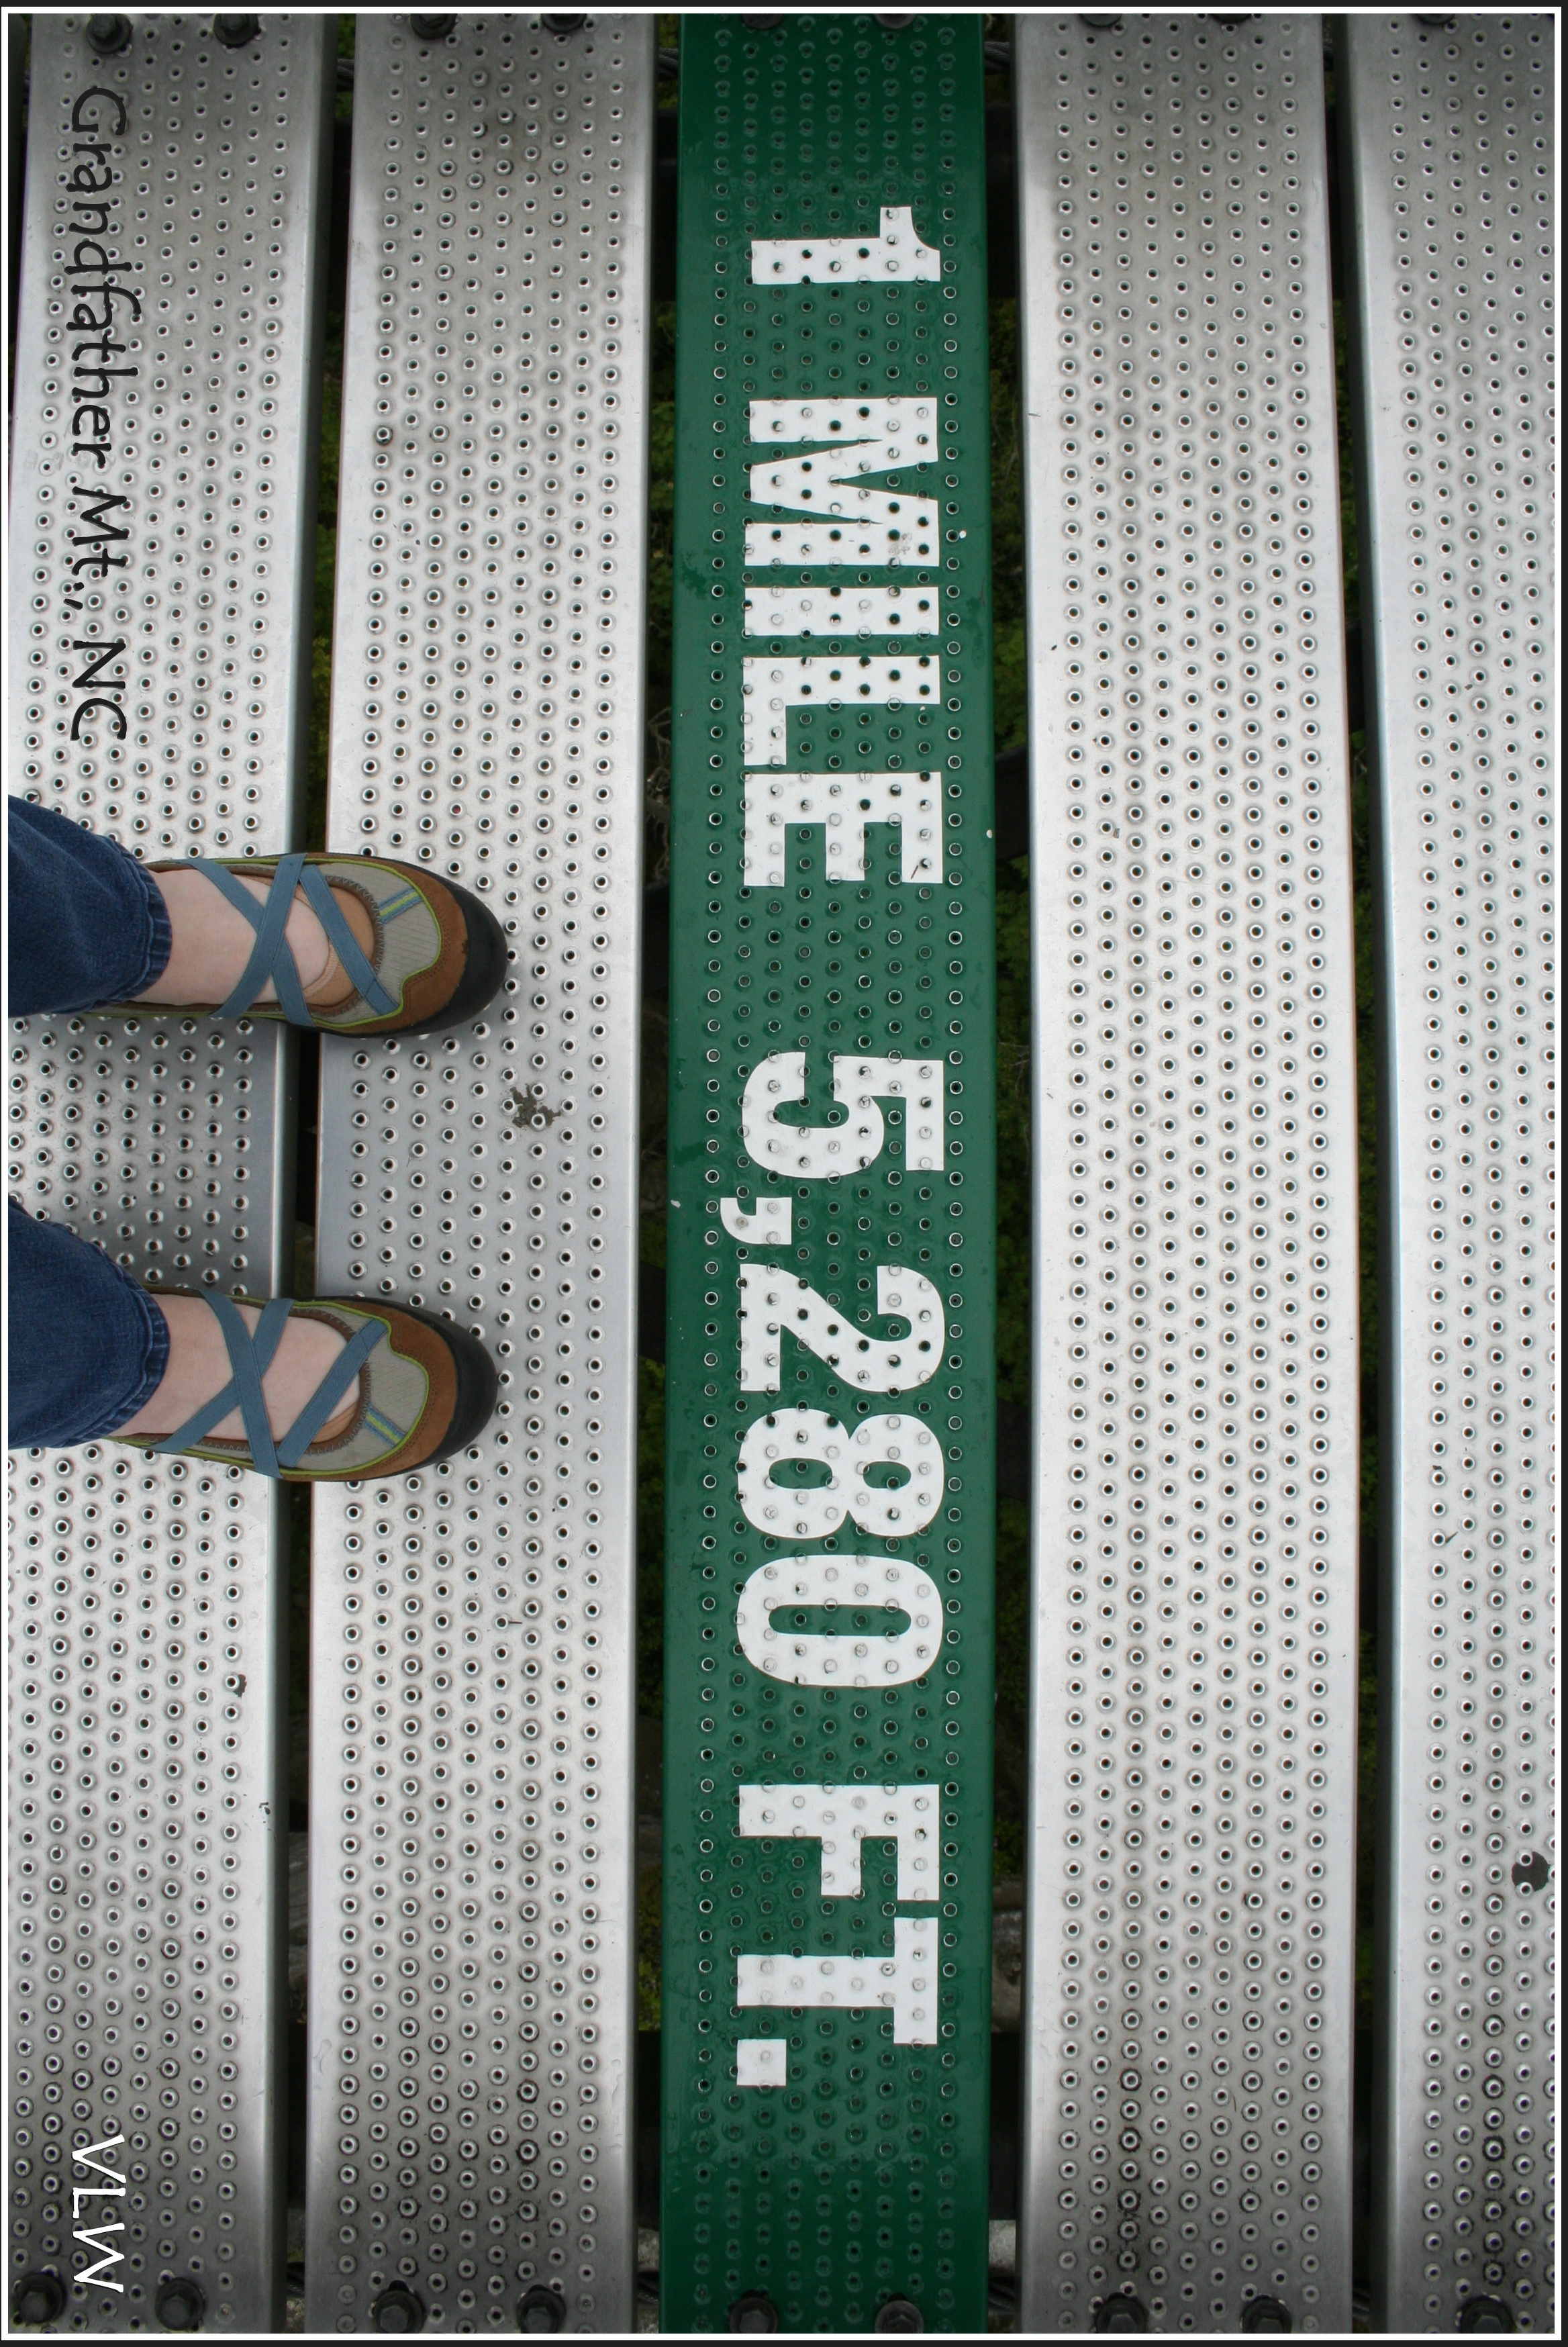 1 MILE 5,280 FT.
Grandfather Mt., NC
VLW